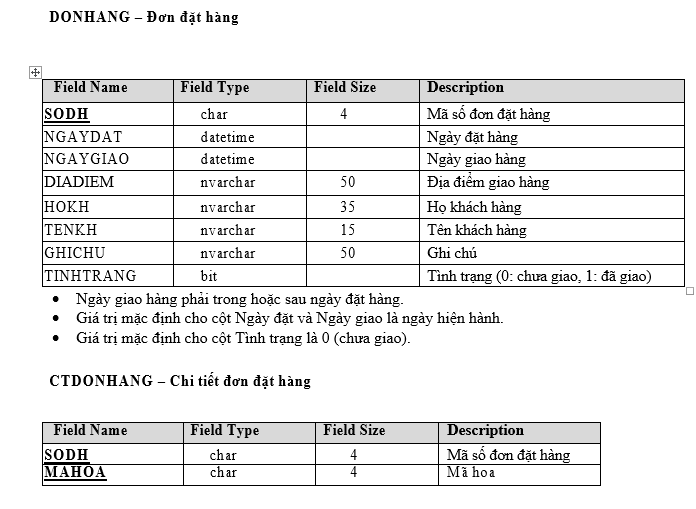 DONHANG – Đơn đặt hàng
Field Name Field Type Field Size Description
SODH char 4 Mã số đơn đặt hàng
NGAYDAT datetime Ngày đặt hàng
NGAYGIAO datetime Ngày giao hàng
DIADIEM nvarchar 50 Địa điểm giao hàng
HOKH nvarchar 35 Họ khách hàng
TENKH nvarchar 15 Tên khách hàng
GHICHU nvarchar 50 Ghi chú
TINHTRANG bit Tình trạng (0: chưa giao, 1: đã giao)
• Ngày giao hàng phải trong hoặc sau ngày đặt hàng.
• Giá trị mặc định cho cột Ngày đặt và Ngày giao là ngày hiện hành.
• Giá trị mặc định cho cột Tình trạng là 0 (chưa giao).
CTDONHANG – Chi tiết đơn đặt hàng
Field Name Field Type Field Size Description
SODH char 4 Mã số đơn đặt hàng
MAHOA char 4 Mã hoa